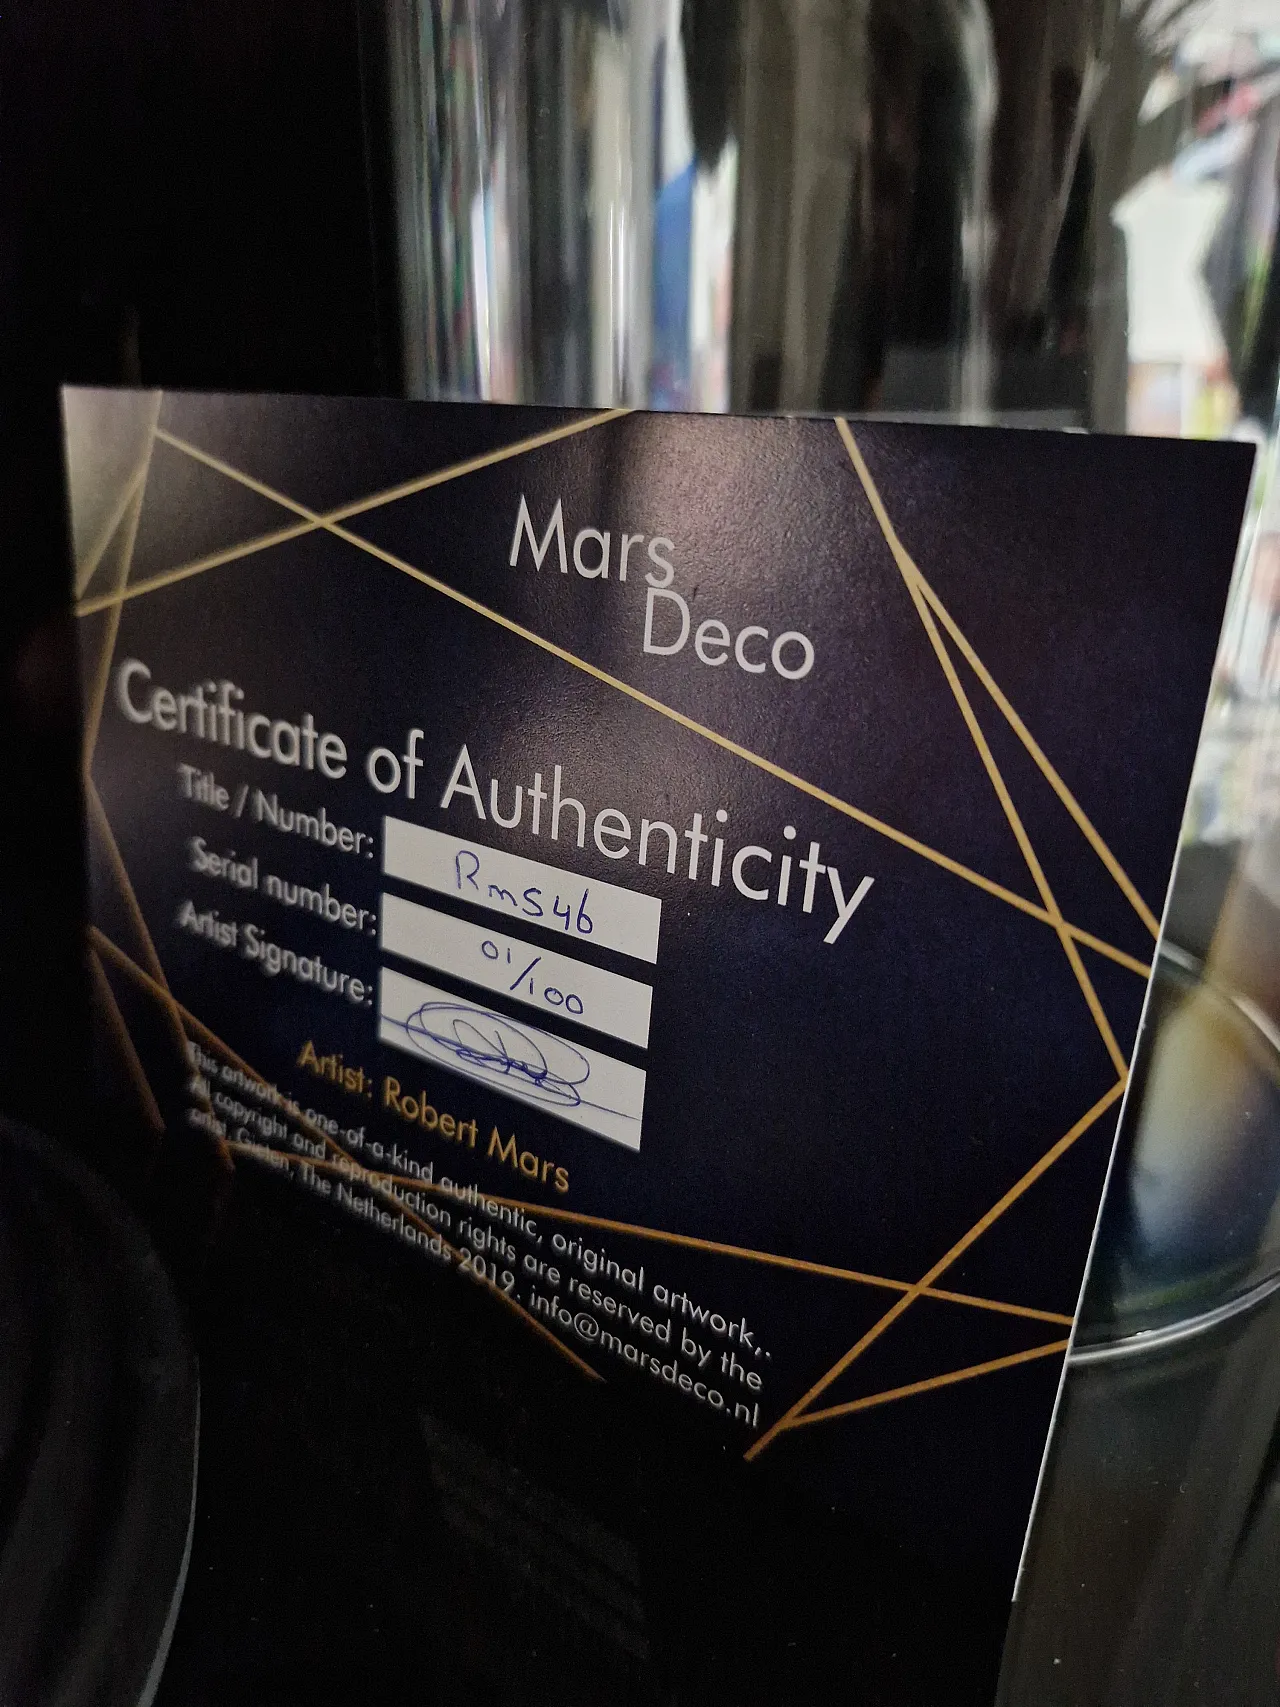 Mars
Deco
Certificate of Authenticity
Title / Number: RmS46
Serial number: 01/100
Artist Signature:
Artist: Robert Mars
This artwork is one-of-a-kind authentic, original artwork,.
All copyright and reproduction rights are reserved by the
artist, Gielen, The Netherlands 2019. info@marsdeco.nl